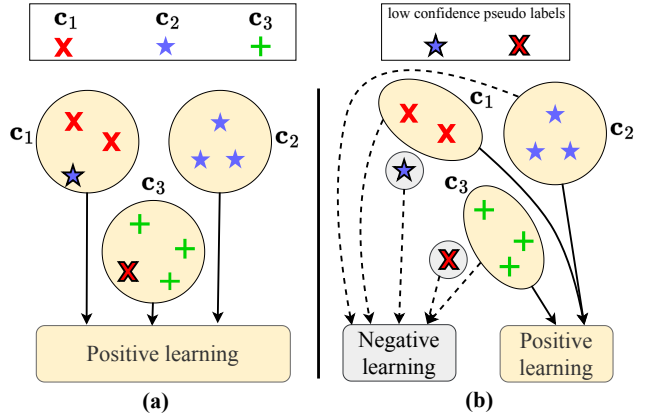 c1 c2 c3
low confidence pseudo labels
c1
c2
c3
Positive learning
(a)
c1
c2
c3
Negative
learning
Positive
learning
(b)